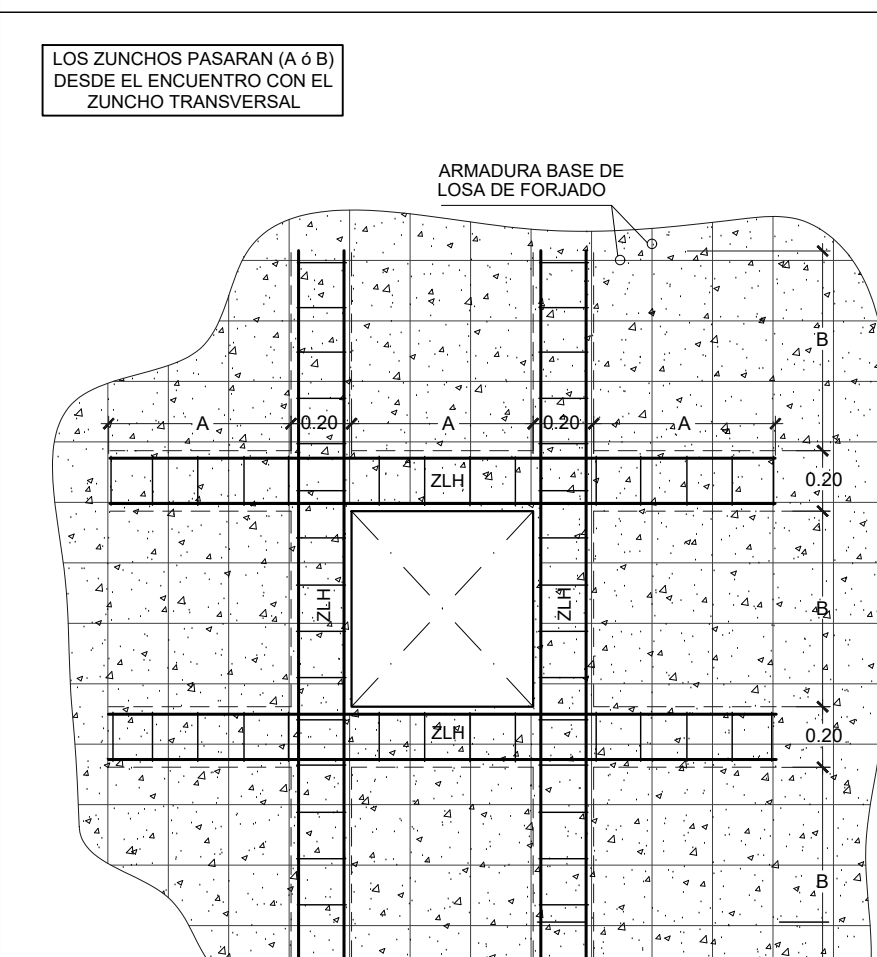 LOS ZUNCHOS PASARAN (A ó B)
DESDE EL ENCUENTRO CON EL
ZUNCHO TRANSVERSAL
ARMADURA BASE DE
LOSA DE FORJADO
B
A
0.20
A
0.20
A
ZLH
0.20
ZLH
ZLH
B
ZLH
0.20
B